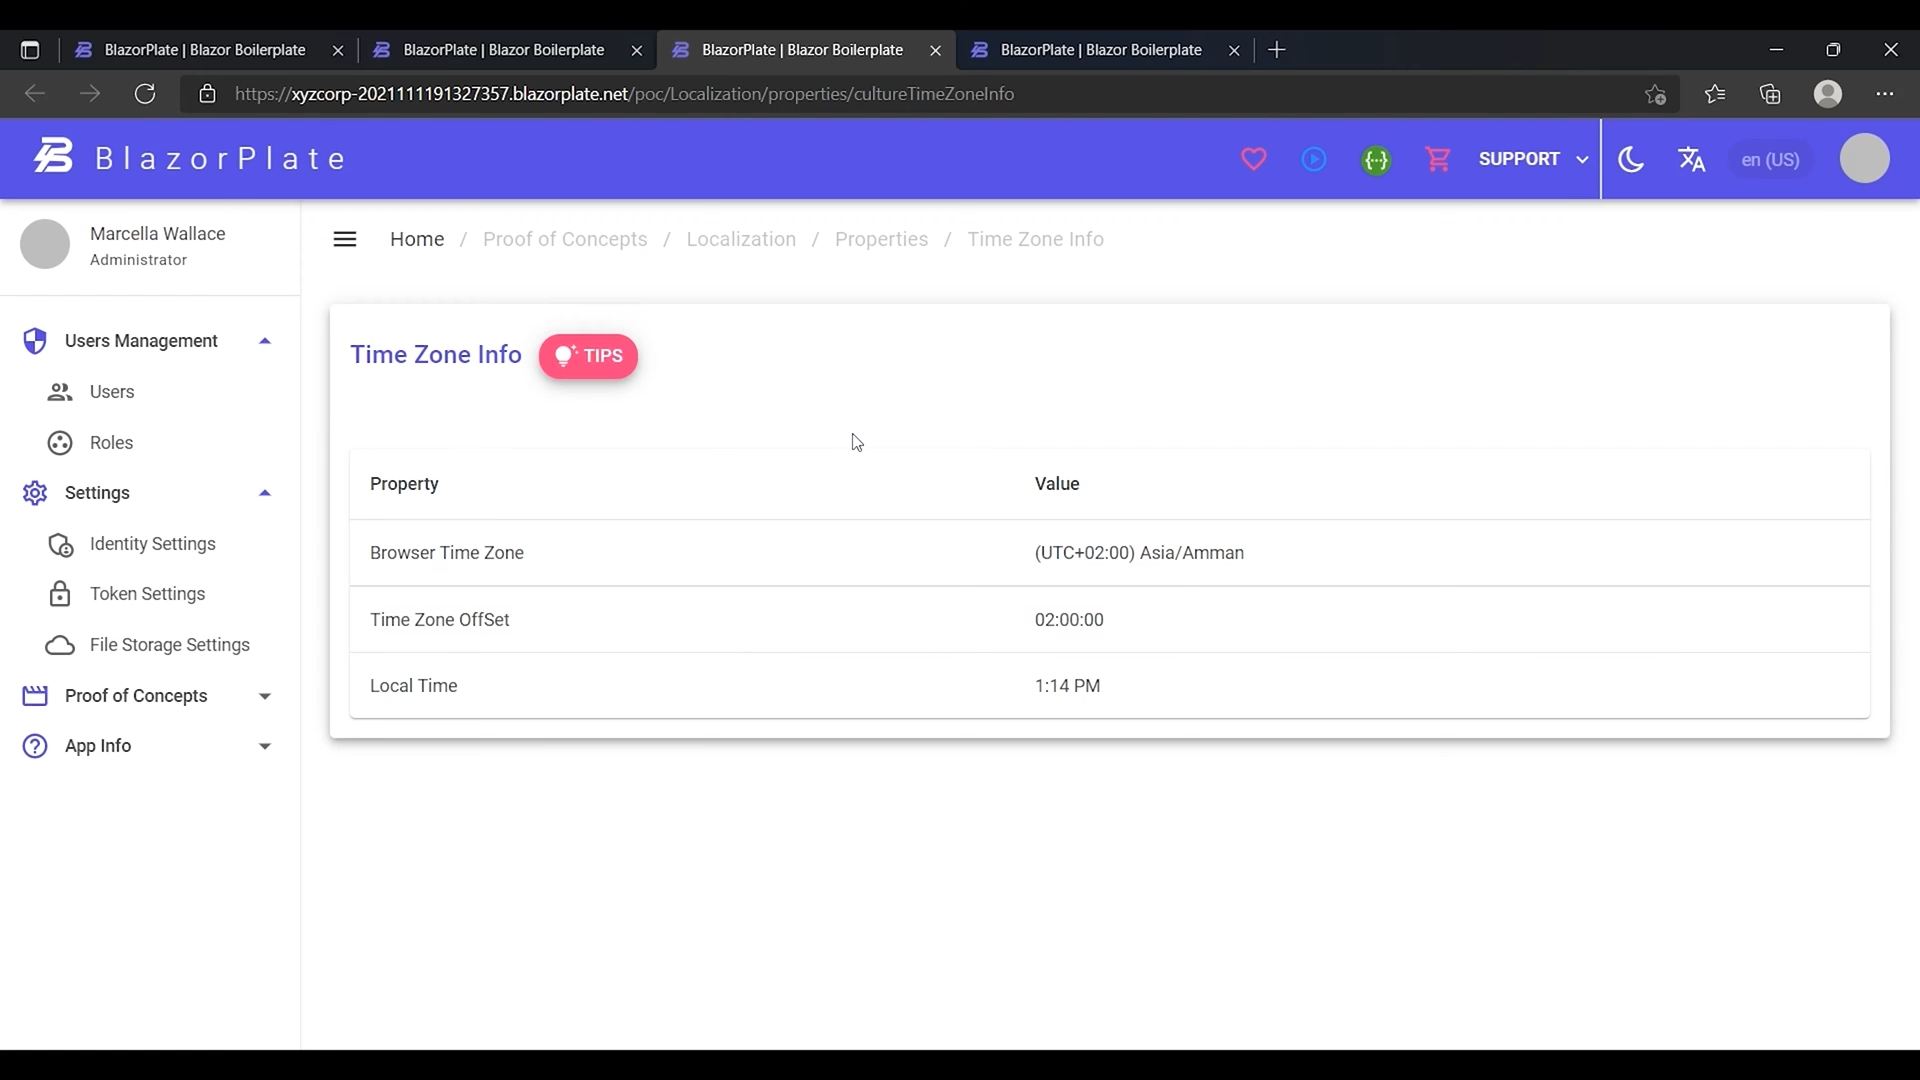 BlazorPlate | Blazor Boilerplate
BlazorPlate | Blazor Boilerplate
BlazorPlate | Blazor Boilerplate
BlazorPlate | Blazor Boilerplate
https://xyzcorp-2021111191327357.blazorplate.net/poc/Localization/properties/cultureTimeZoneInfo
BlazorPlate
SUPPORT
en (US)
Marcella Wallace
Administrator
Home / Proof of Concepts / Localization / Properties / Time Zone Info
Users Management
Users
Roles
Settings
Identity Settings
Token Settings
File Storage Settings
Proof of Concepts
App Info
Time Zone Info
TIPS
Property Value
Browser Time Zone (UTC+02:00) Asia/Amman
Time Zone OffSet 02:00:00
Local Time 1:14 PM